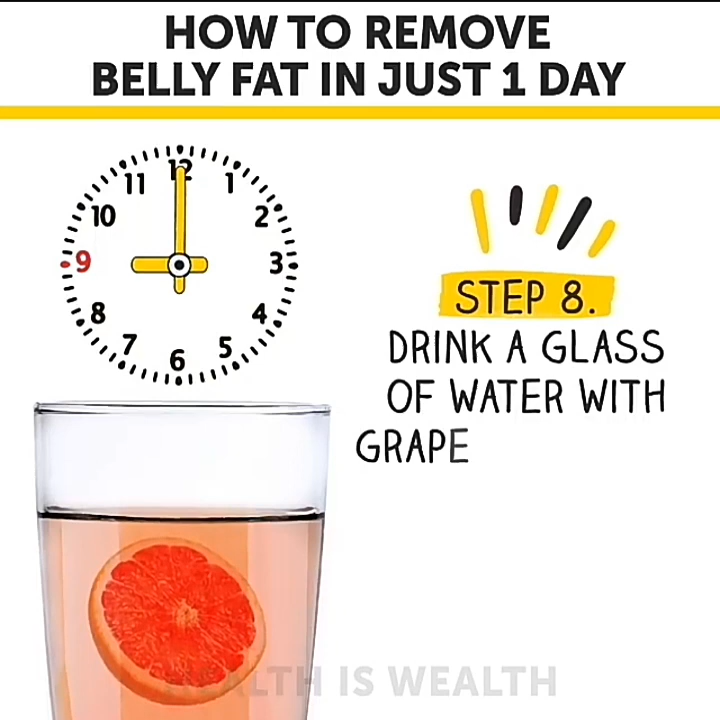 HOW TO REMOVE
BELLY FAT IN JUST 1 DAY
12
11
1
10
2
9
3
8
4
7
5
6
STEP 8.
DRINK A GLASS
OF WATER WITH
GRAPE
HEALTH IS WEALTH